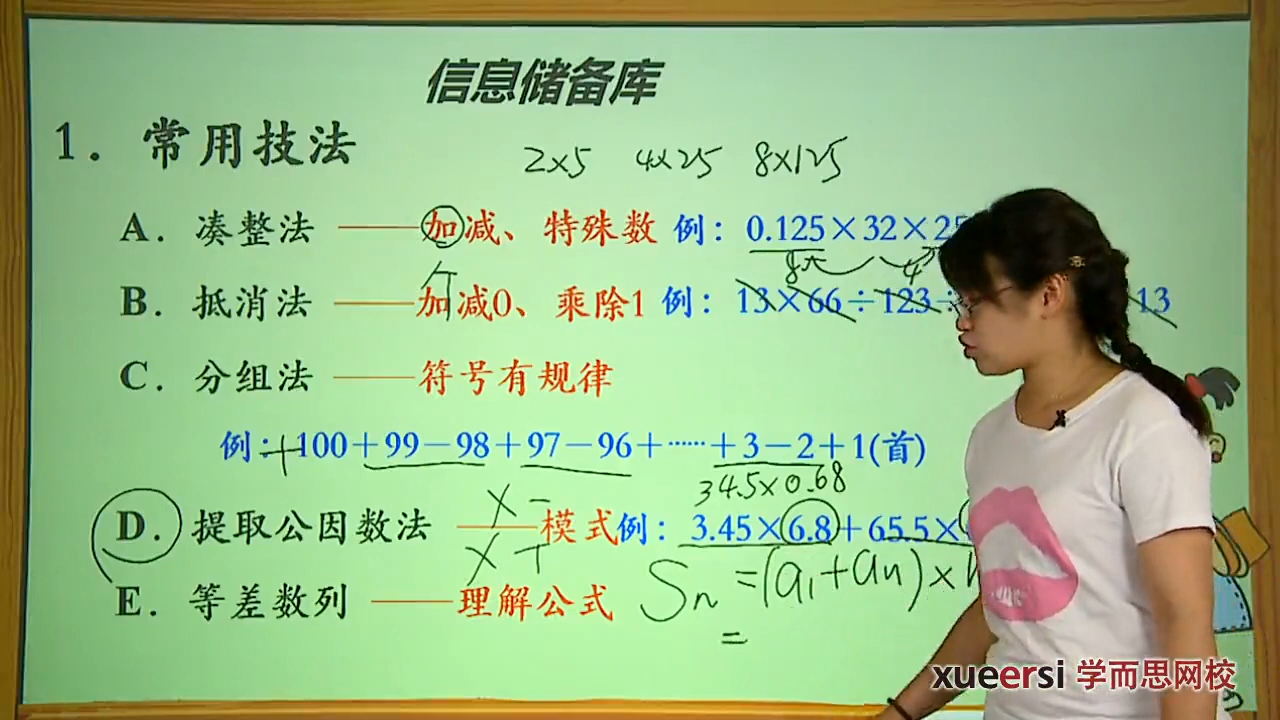 信息储备库
1. 常用技法
2×5 4×25 8×125
A. 凑整法 ——加减、特殊数 例: 0.125×32×25
8× 4
B. 抵消法 ——加减0、乘除1 例: 13×66÷123÷ 13
C. 分组法 ——符号有规律
例: +100+99-98+97-96+……+3-2+1(首)
34.5×0.68
D. 提取公因数法 ——模式例: 3.45×6.8+65.5×
E. 等差数列 ——理解公式 Sn =(a1+an)×
=
xueersi 学而思网校